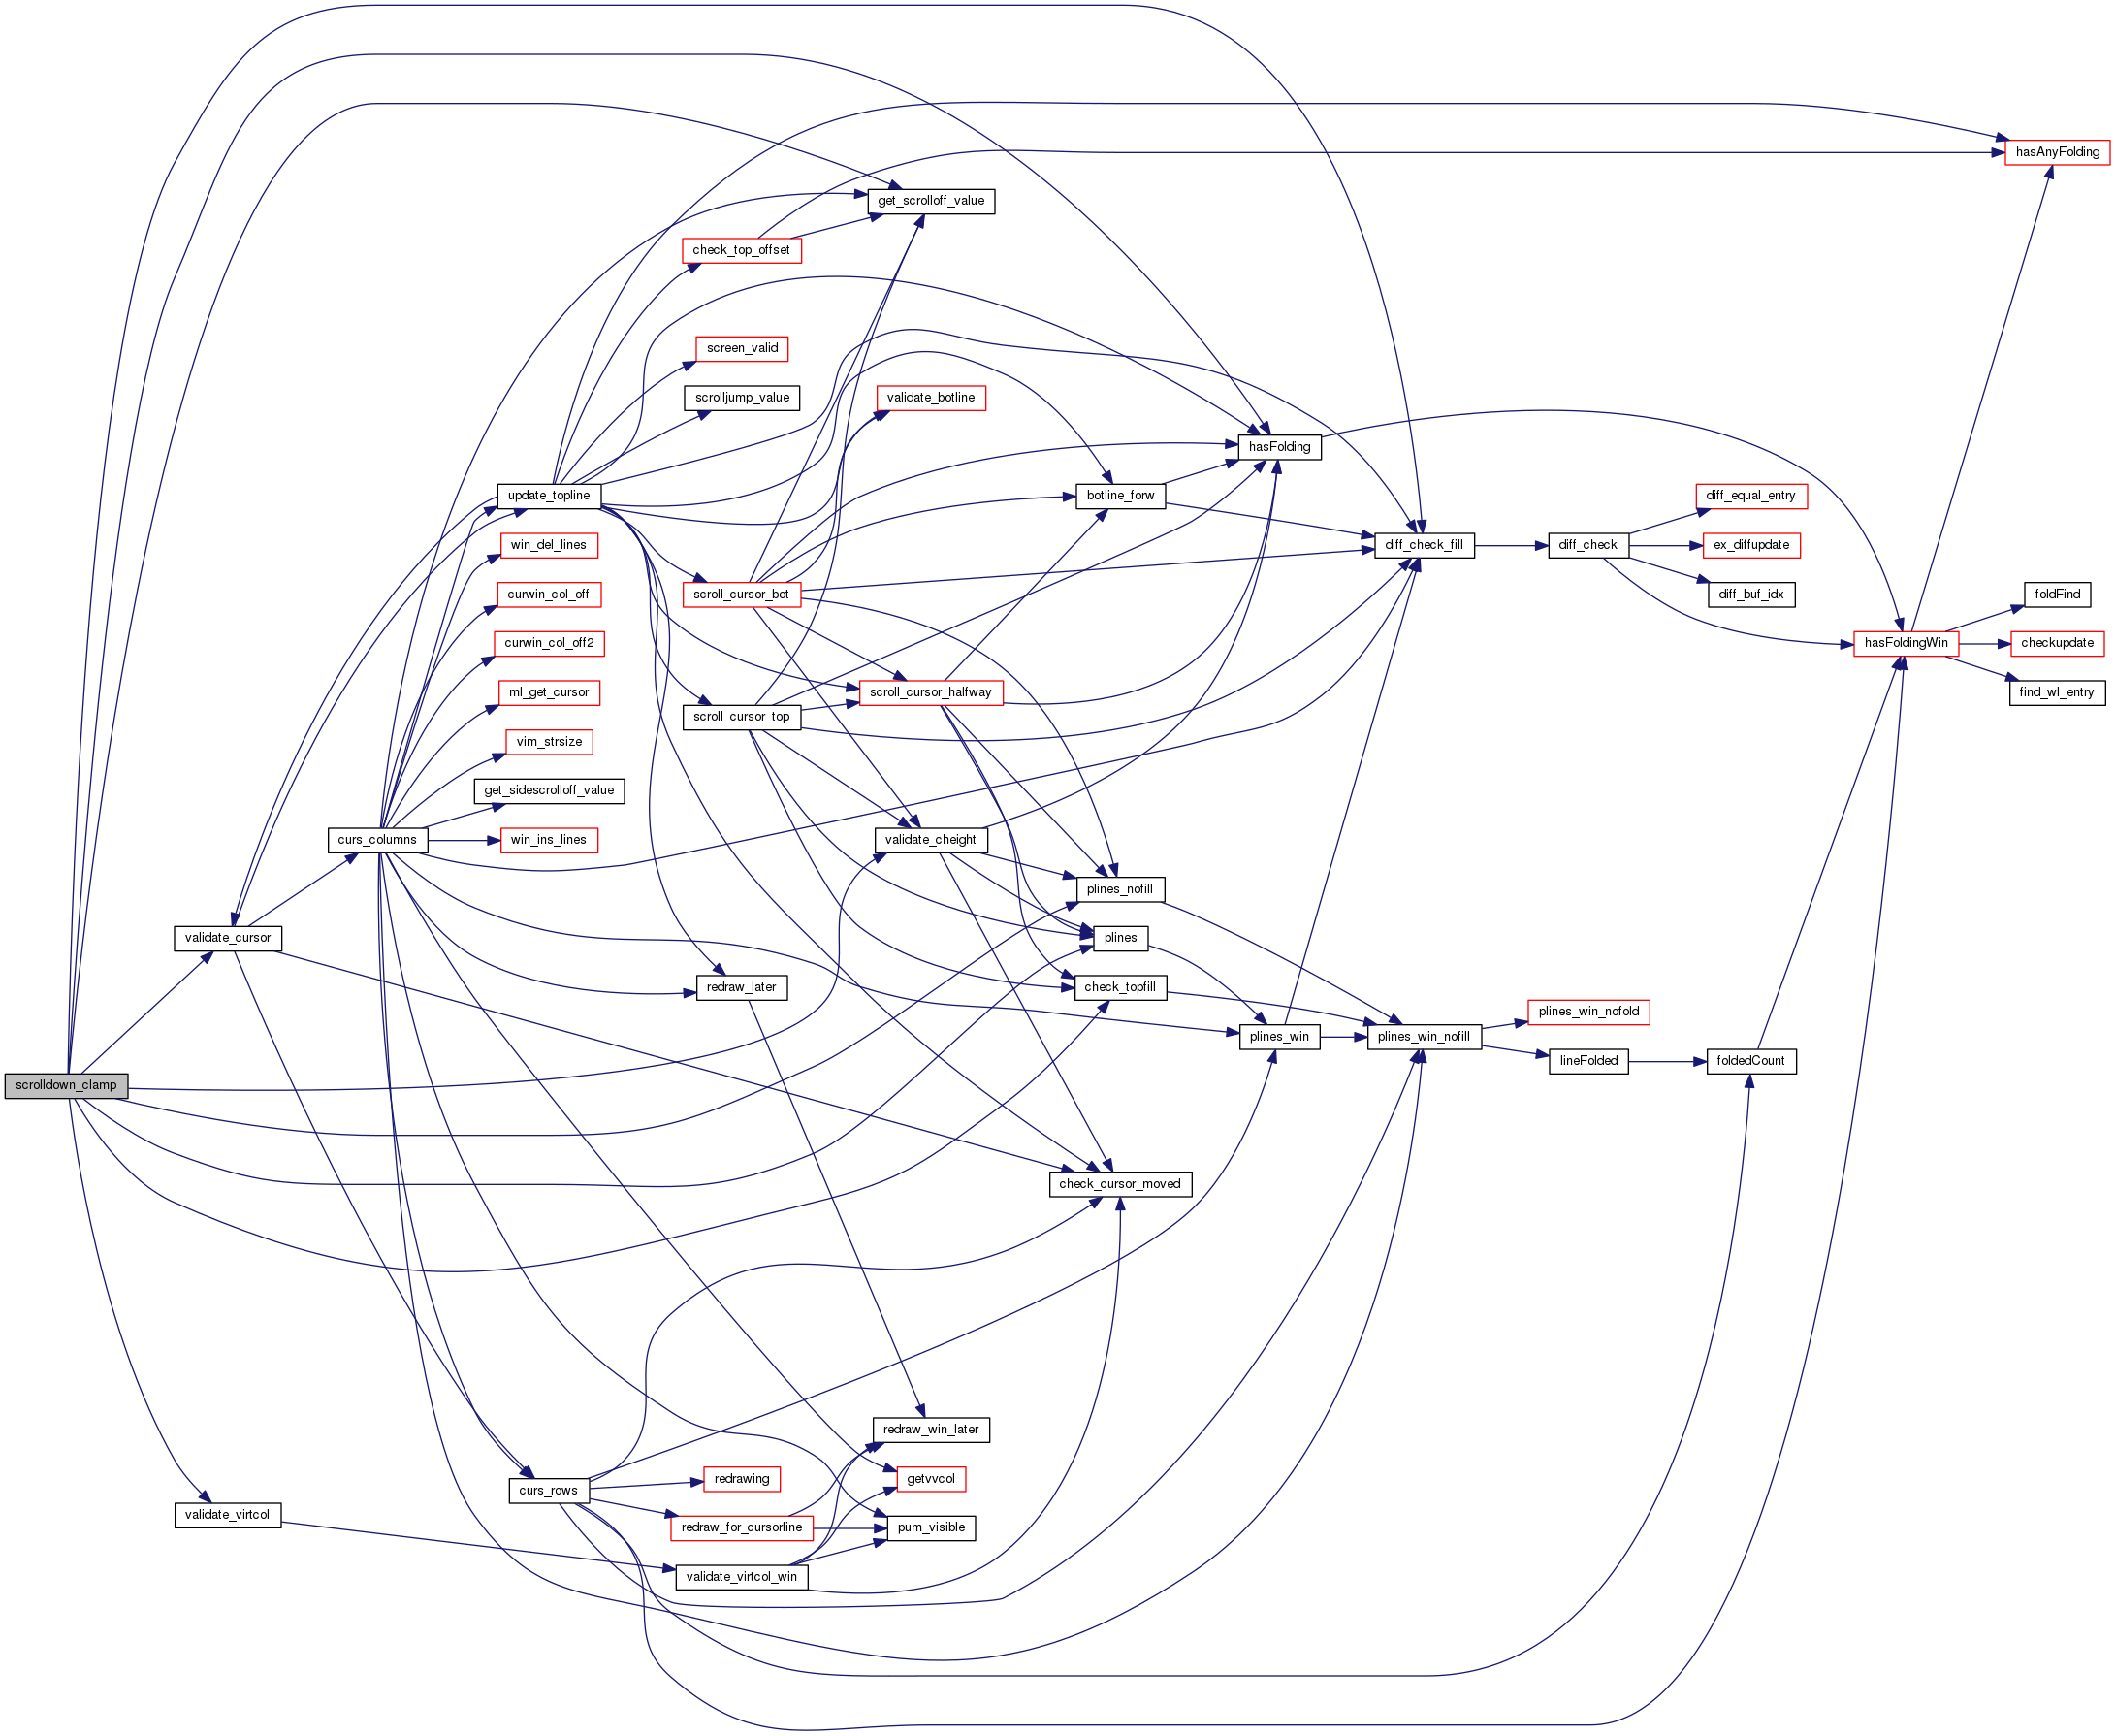 hasAnyFolding
get_scrolloff_value
check_top_offset
screen_valid
scrolljump_value
validate_botline
hasFolding
update_topline
botline_forw
diff_equal_entry
win_del_lines
diff_check_fill
diff_check
ex_diffupdate
curwin_col_off
scroll_cursor_bot
diff_buf_idx
foldFind
curwin_col_off2
hasFoldingWin
checkupdate
ml_get_cursor
scroll_cursor_halfway
find_wl_entry
scroll_cursor_top
vim_strsize
get_sidescrolloff_value
curs_columns
win_ins_lines
validate_cheight
plines_nofill
validate_cursor
plines
redraw_later
check_topfill
plines_win_nofold
plines_win
plines_win_nofill
lineFolded
foldedCount
scrolldown_clamp
check_cursor_moved
redraw_win_later
curs_rows
redrawing
getvvcol
validate_virtcol
redraw_for_cursorline
pum_visible
validate_virtcol_win